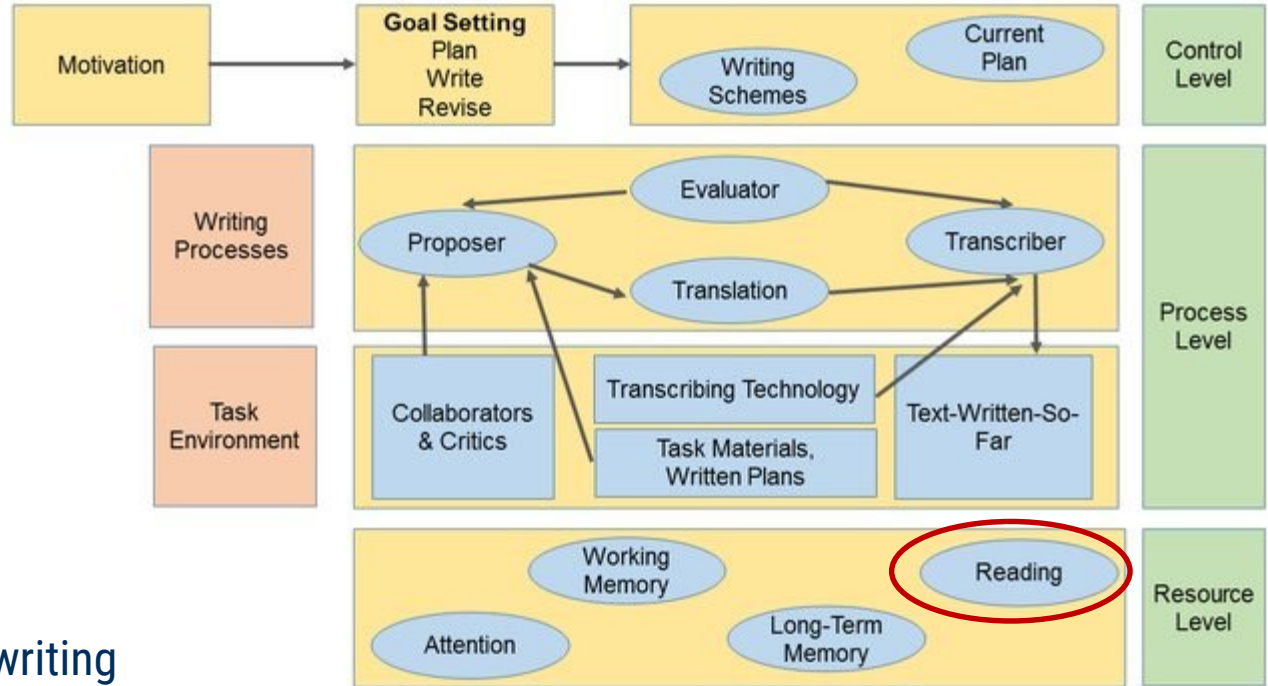 Motivation
Goal Setting
Plan
Write
Revise
Writing
Schemes
Current
Plan
Control
Level
Writing
Processes
Evaluator
Proposer
Transcriber
Translation
Process
Level
Task
Environment
Collaborators
& Critics
Transcribing Technology
Task Materials,
Written Plans
Text-Written-So-
Far
Working
Memory
Reading
Attention
Long-Term
Memory
Resource
Level
writing